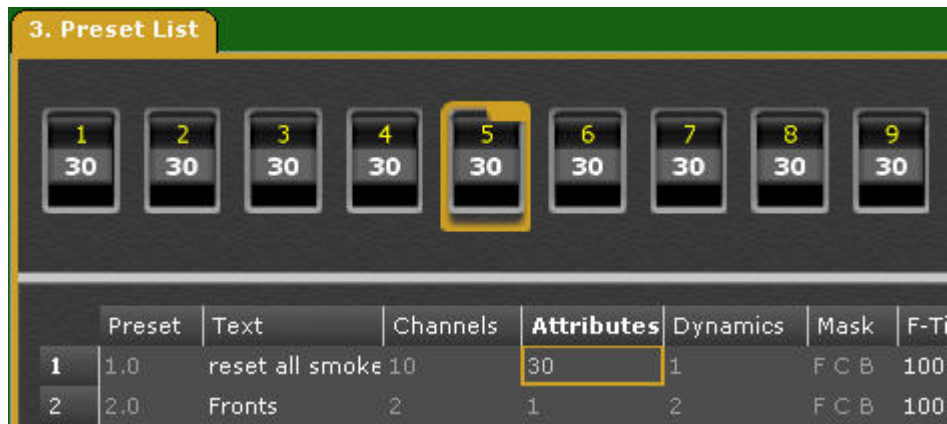 3. Preset List
1 2 3 4 5 6 7 8 9
30 30 30 30 30 30 30 30 30
Preset Text Channels Attributes Dynamics Mask F-Ti
1 1.0 reset all smoke 10 30 1 F C B 100
2 2.0 Fronts 2 1 2 F C B 100